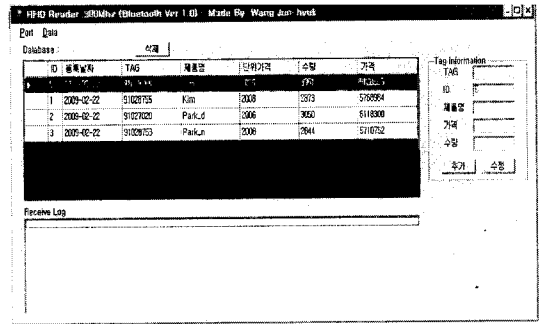 RFID Reader 900Mhz (Bluetooth Ver 1.0) Made By Wang Jun-hyuk
Port Data
Database : 삭제
ID 등록날짜 TAG 제품명 단위가격 수량 가격
1 2009-02-22 91028755 Kim 2008 2873 5768984
2 2009-02-22 91027020 Park_d 2006 3050 6118300
3 2009-02-22 91028753 Park_n 2008 2844 5710752
Tag Information
TAG
ID
제품명
가격
수량
추가 수정
Receive Log